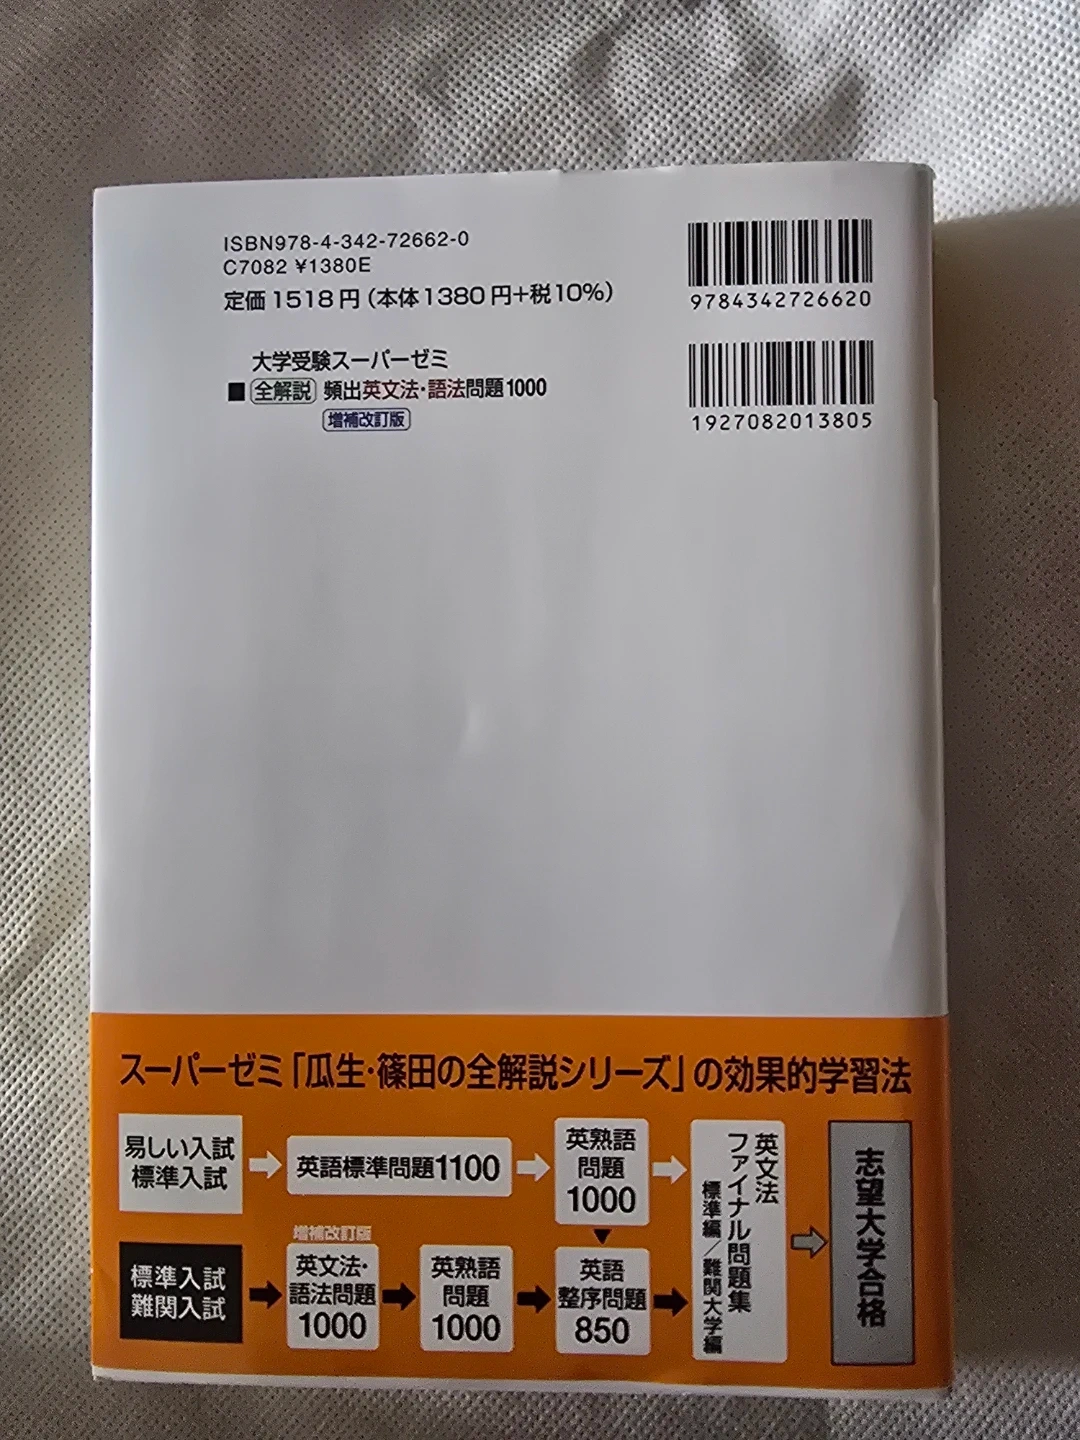 ISBN978-4-342-72662-0
C7082 ¥1380E
定価1518円(本体1380円+税10%)
9784342726620
1927082013805
大学受験スーパーゼミ
■ 全解説 頻出英文法・語法問題1000
増補改訂版
スーパーゼミ「瓜生・篠田の全解説シリーズ」の効果的学習法
易しい入試
標準入試
英語標準問題1100
英熟語
問題
1000
標準入試
難関入試
増補改訂版
英文法・
語法問題
1000
英熟語
問題
1000
英語
整序問題
850
英文法
ファイナル問題集
標準編/難関大学編
志望大学合格